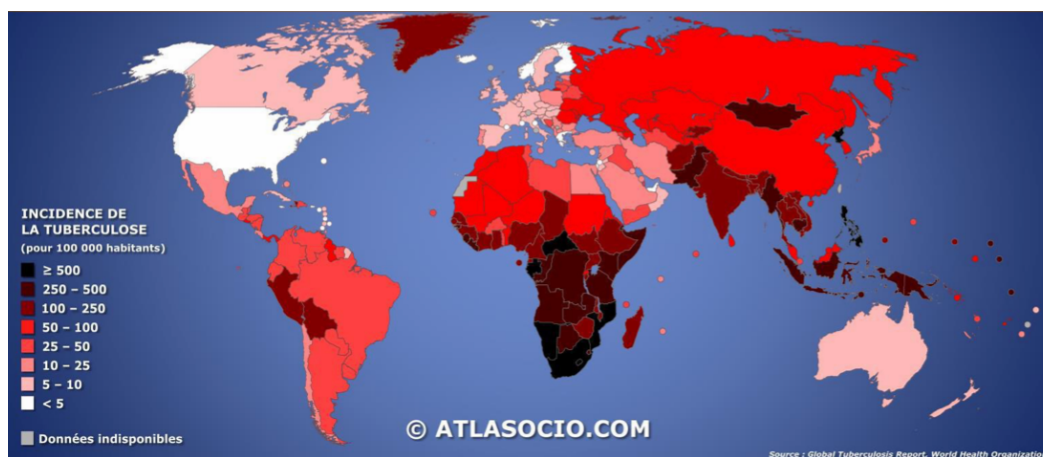 INCIDENCE DE
LA TUBERCULOSE
(pour 100 000 habitants)
≥ 500
250 – 500
100 – 250
50 – 100
25 – 50
10 – 25
5 – 10
< 5
Données indisponibles
© ATLASOCIO.COM
Source : Global Tuberculosis Report, World Health Organization